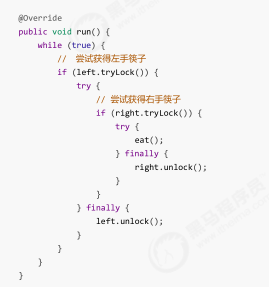 @Override
public void run() {
while (true) {
// 尝试获得左手筷子
if (left.tryLock()) {
try {
// 尝试获得右手筷子
if (right.tryLock()) {
try {
eat();
} finally {
right.unlock();
}
}
} finally {
left.unlock();
}
}
}
}